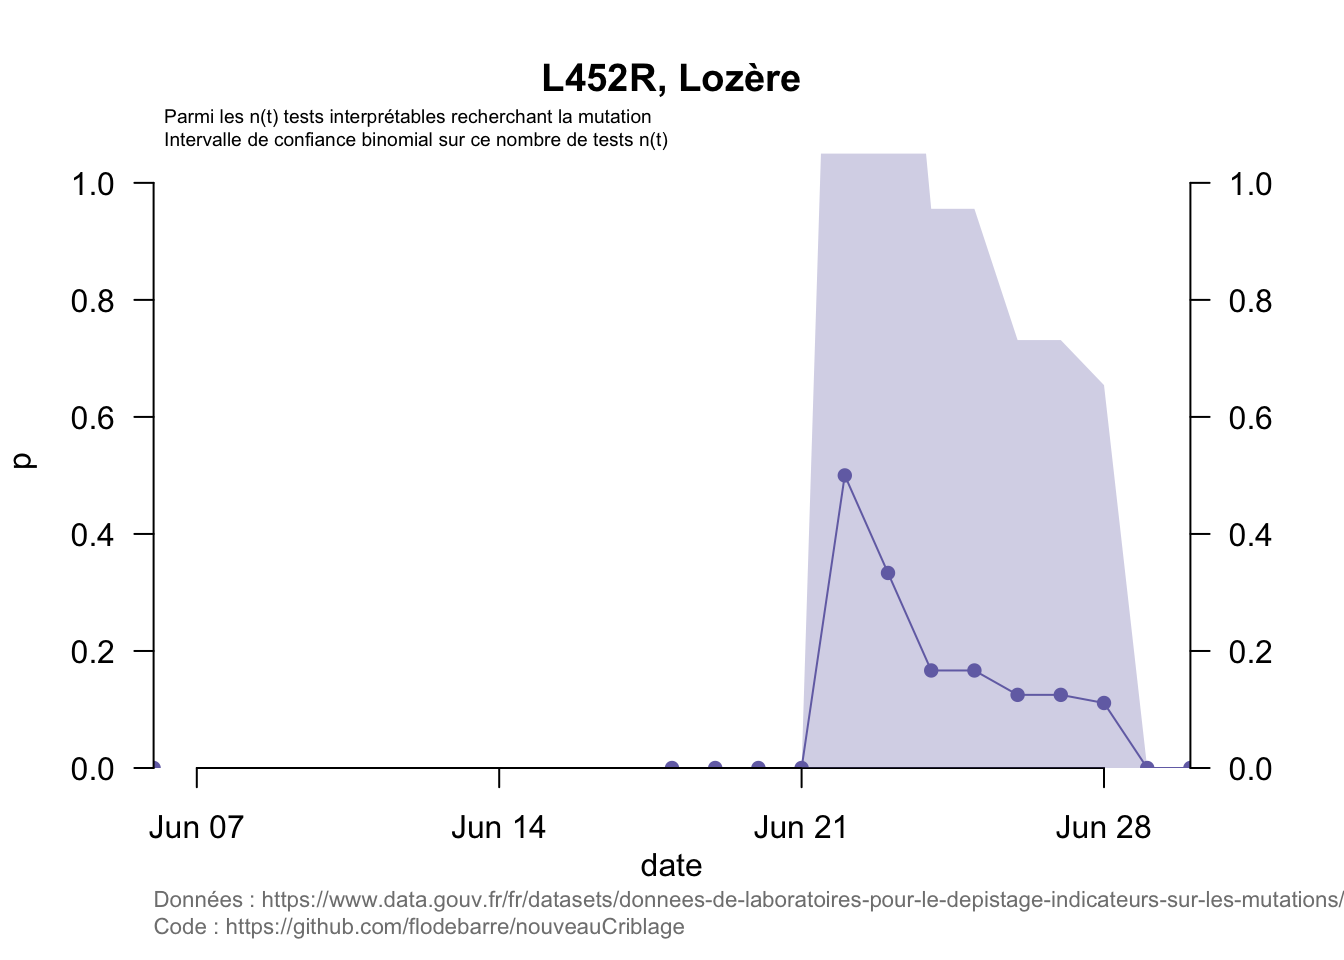 L452R, Lozère
Parmi les n(t) tests interprétables recherchant la mutation
Intervalle de confiance binomial sur ce nombre de tests n(t)
1.0
0.8
0.6
0.4
0.2
0.0
p
1.0
0.8
0.6
0.4
0.2
0.0
Jun 07 Jun 14 Jun 21 Jun 28
date
Données : https://www.data.gouv.fr/fr/datasets/donnees-de-laboratoires-pour-le-depistage-indicateurs-sur-les-mutations/
Code : https://github.com/flodebarre/nouveauCriblage